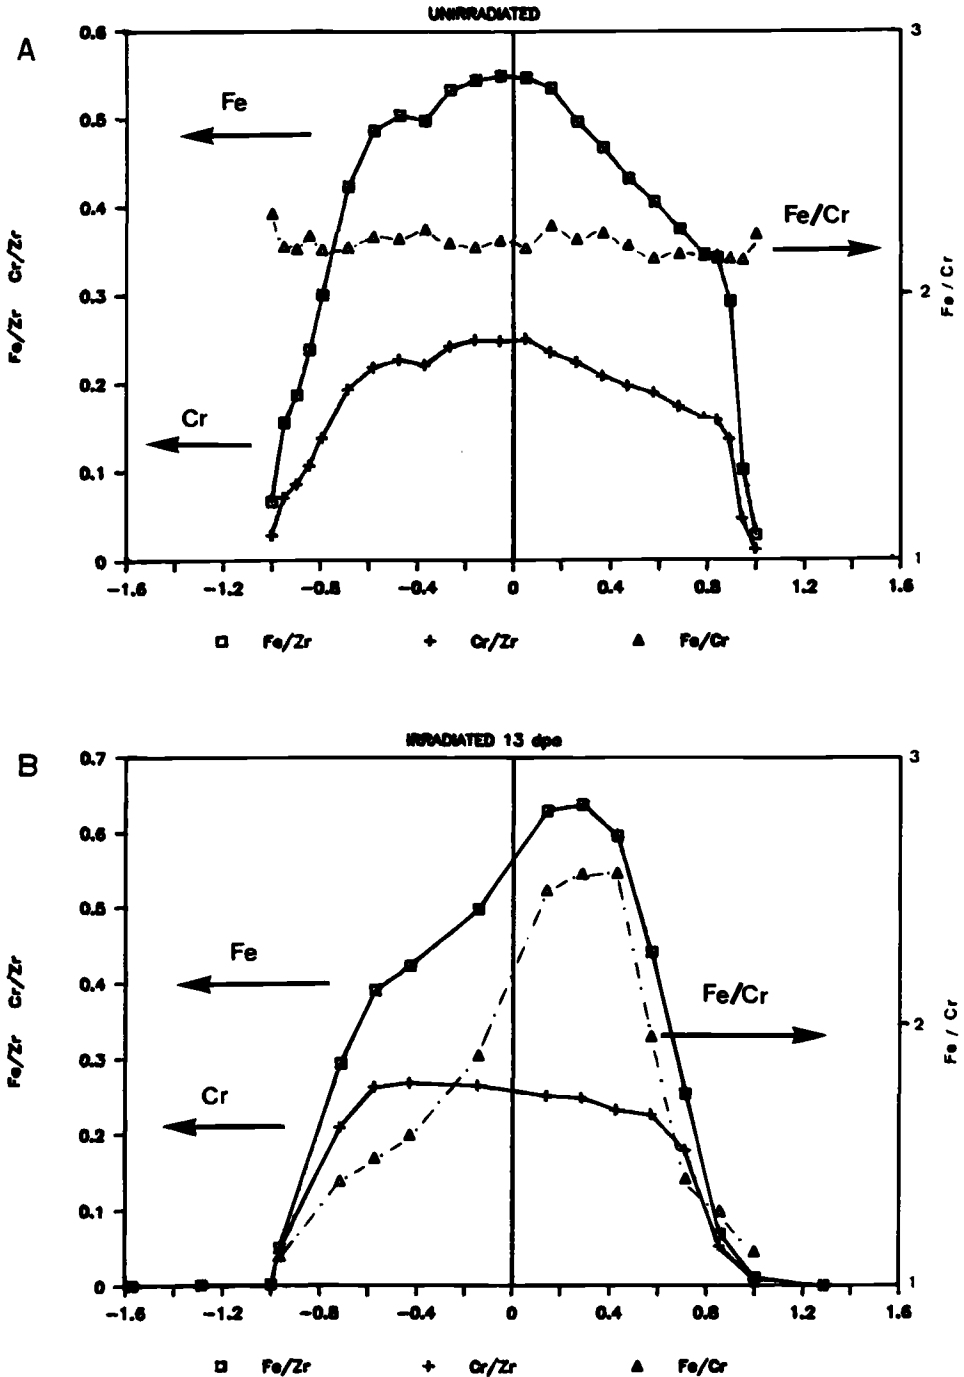 A
UNIRRADIATED
0.6
0.5
0.4
0.3
0.2
0.1
0
Fe/Zr Cr/Zr
Fe
Cr
Fe/Cr
3
2
1
Fe / Cr
-1.6 -1.2 -0.8 -0.4 0 0.4 0.8 1.2 1.6
Fe/Zr Cr/Zr Fe/Cr
B
IRRADIATED 13 dpa
0.7
0.6
0.5
0.4
0.3
0.2
0.1
0
Fe/Zr Cr/Zr
Fe
Cr
Fe/Cr
3
2
1
Fe / Cr
-1.6 -1.2 -0.8 -0.4 0 0.4 0.8 1.2 1.6
Fe/Zr Cr/Zr Fe/Cr